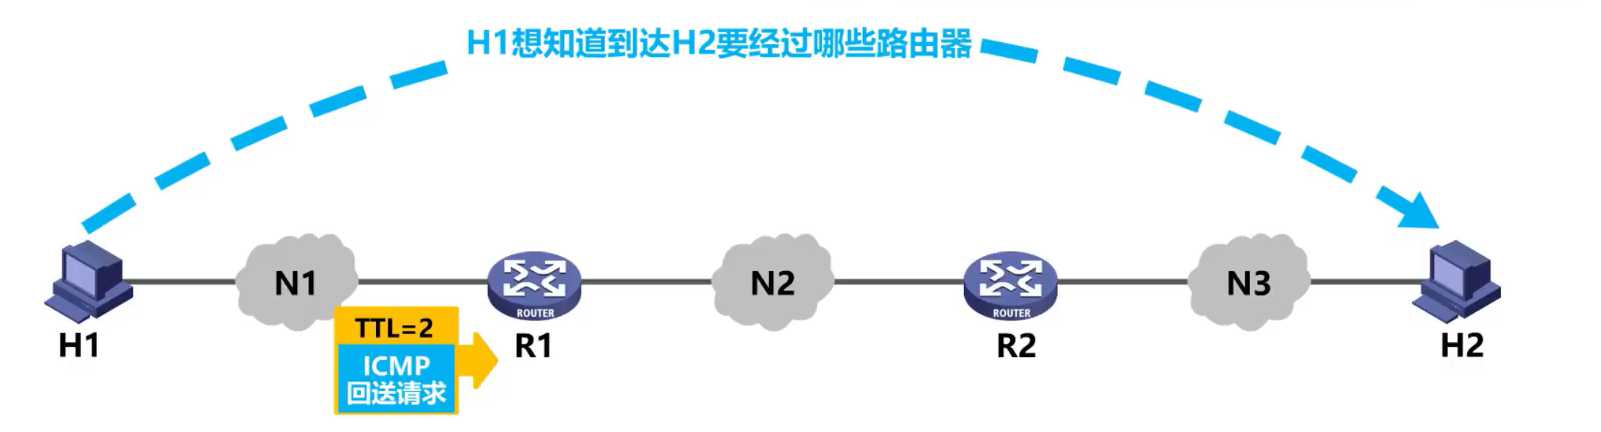 H1想知道到达H2要经过哪些路由器
N1
N2
N3
ROUTER
ROUTER
H1
R1
R2
H2
TTL=2
ICMP
回送请求